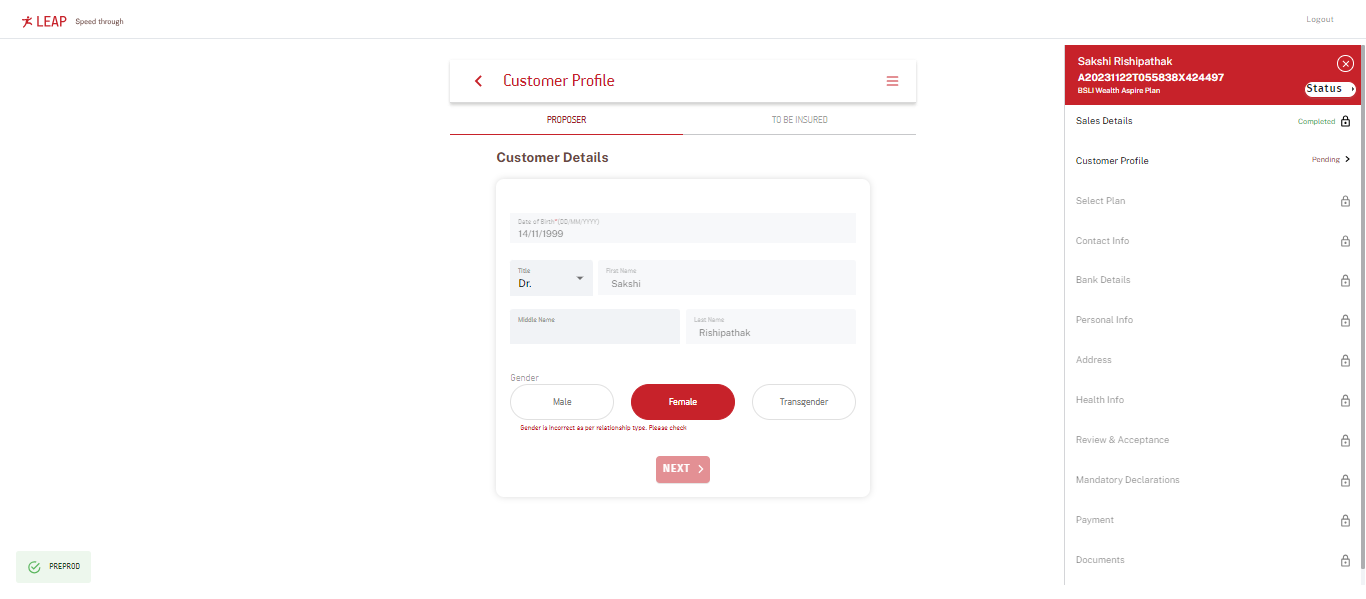 LEAP Speed through
Logout
Customer Profile
PROPOSER
TO BE INSURED
Customer Details
Date of Birth*(DD/MM/YYYY)
14/11/1999
Title
Dr.
First Name
Sakshi
Middle Name
Last Name
Rishipathak
Gender
Male
Female
Transgender
Gender is incorrect as per relationship type. Please check
NEXT
PREPROD
Sakshi Rishipathak
A20231122T055838X424497
BSLI Wealth Aspire Plan
Status
Sales Details Completed
Customer Profile Pending
Select Plan
Contact Info
Bank Details
Personal Info
Address
Health Info
Review & Acceptance
Mandatory Declarations
Payment
Documents